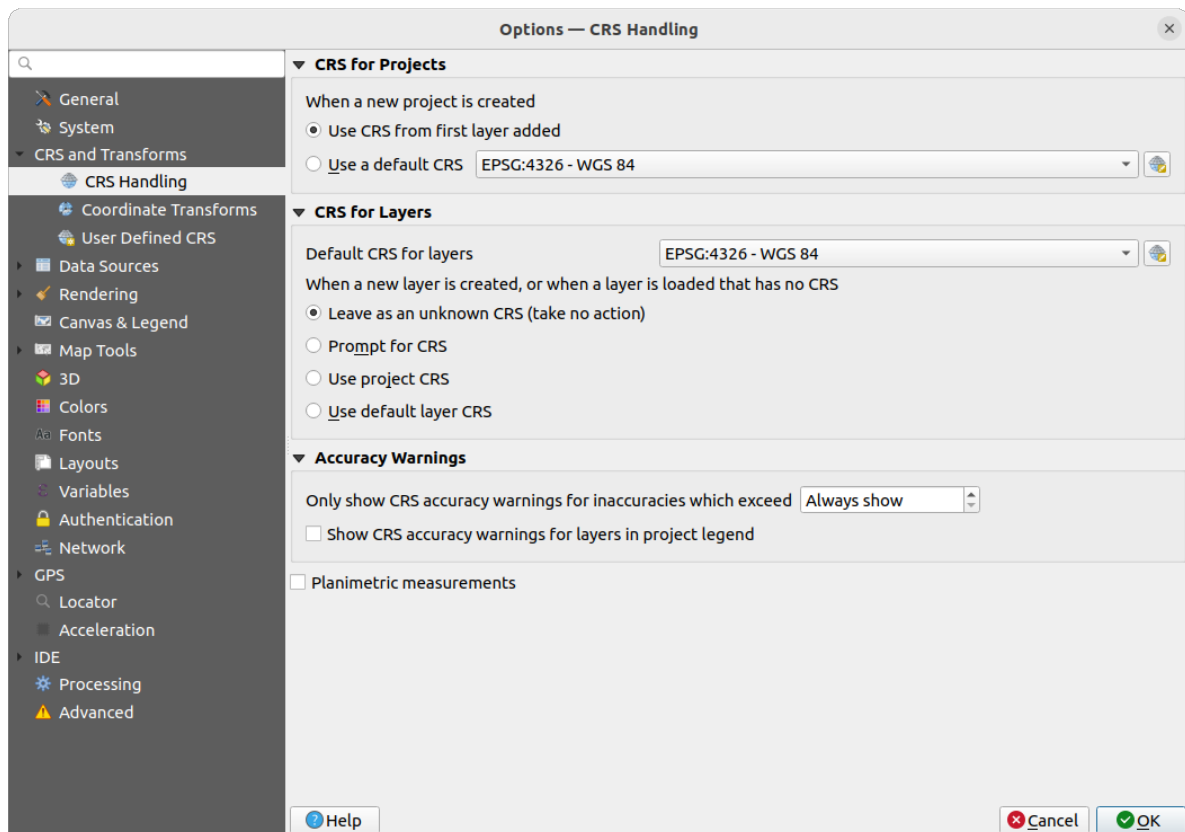 Options — CRS Handling
General
System
CRS and Transforms
CRS Handling
Coordinate Transforms
User Defined CRS
Data Sources
Rendering
Canvas & Legend
Map Tools
3D
Colors
Aa Fonts
Layouts
ε Variables
Authentication
Network
GPS
Locator
Acceleration
IDE
Processing
Advanced
CRS for Projects
When a new project is created
Use CRS from first layer added
Use a default CRS EPSG:4326 - WGS 84
CRS for Layers
Default CRS for layers EPSG:4326 - WGS 84
When a new layer is created, or when a layer is loaded that has no CRS
Leave as an unknown CRS (take no action)
Prompt for CRS
Use project CRS
Use default layer CRS
Accuracy Warnings
Only show CRS accuracy warnings for inaccuracies which exceed Always show
Show CRS accuracy warnings for layers in project legend
Planimetric measurements
Help Cancel OK